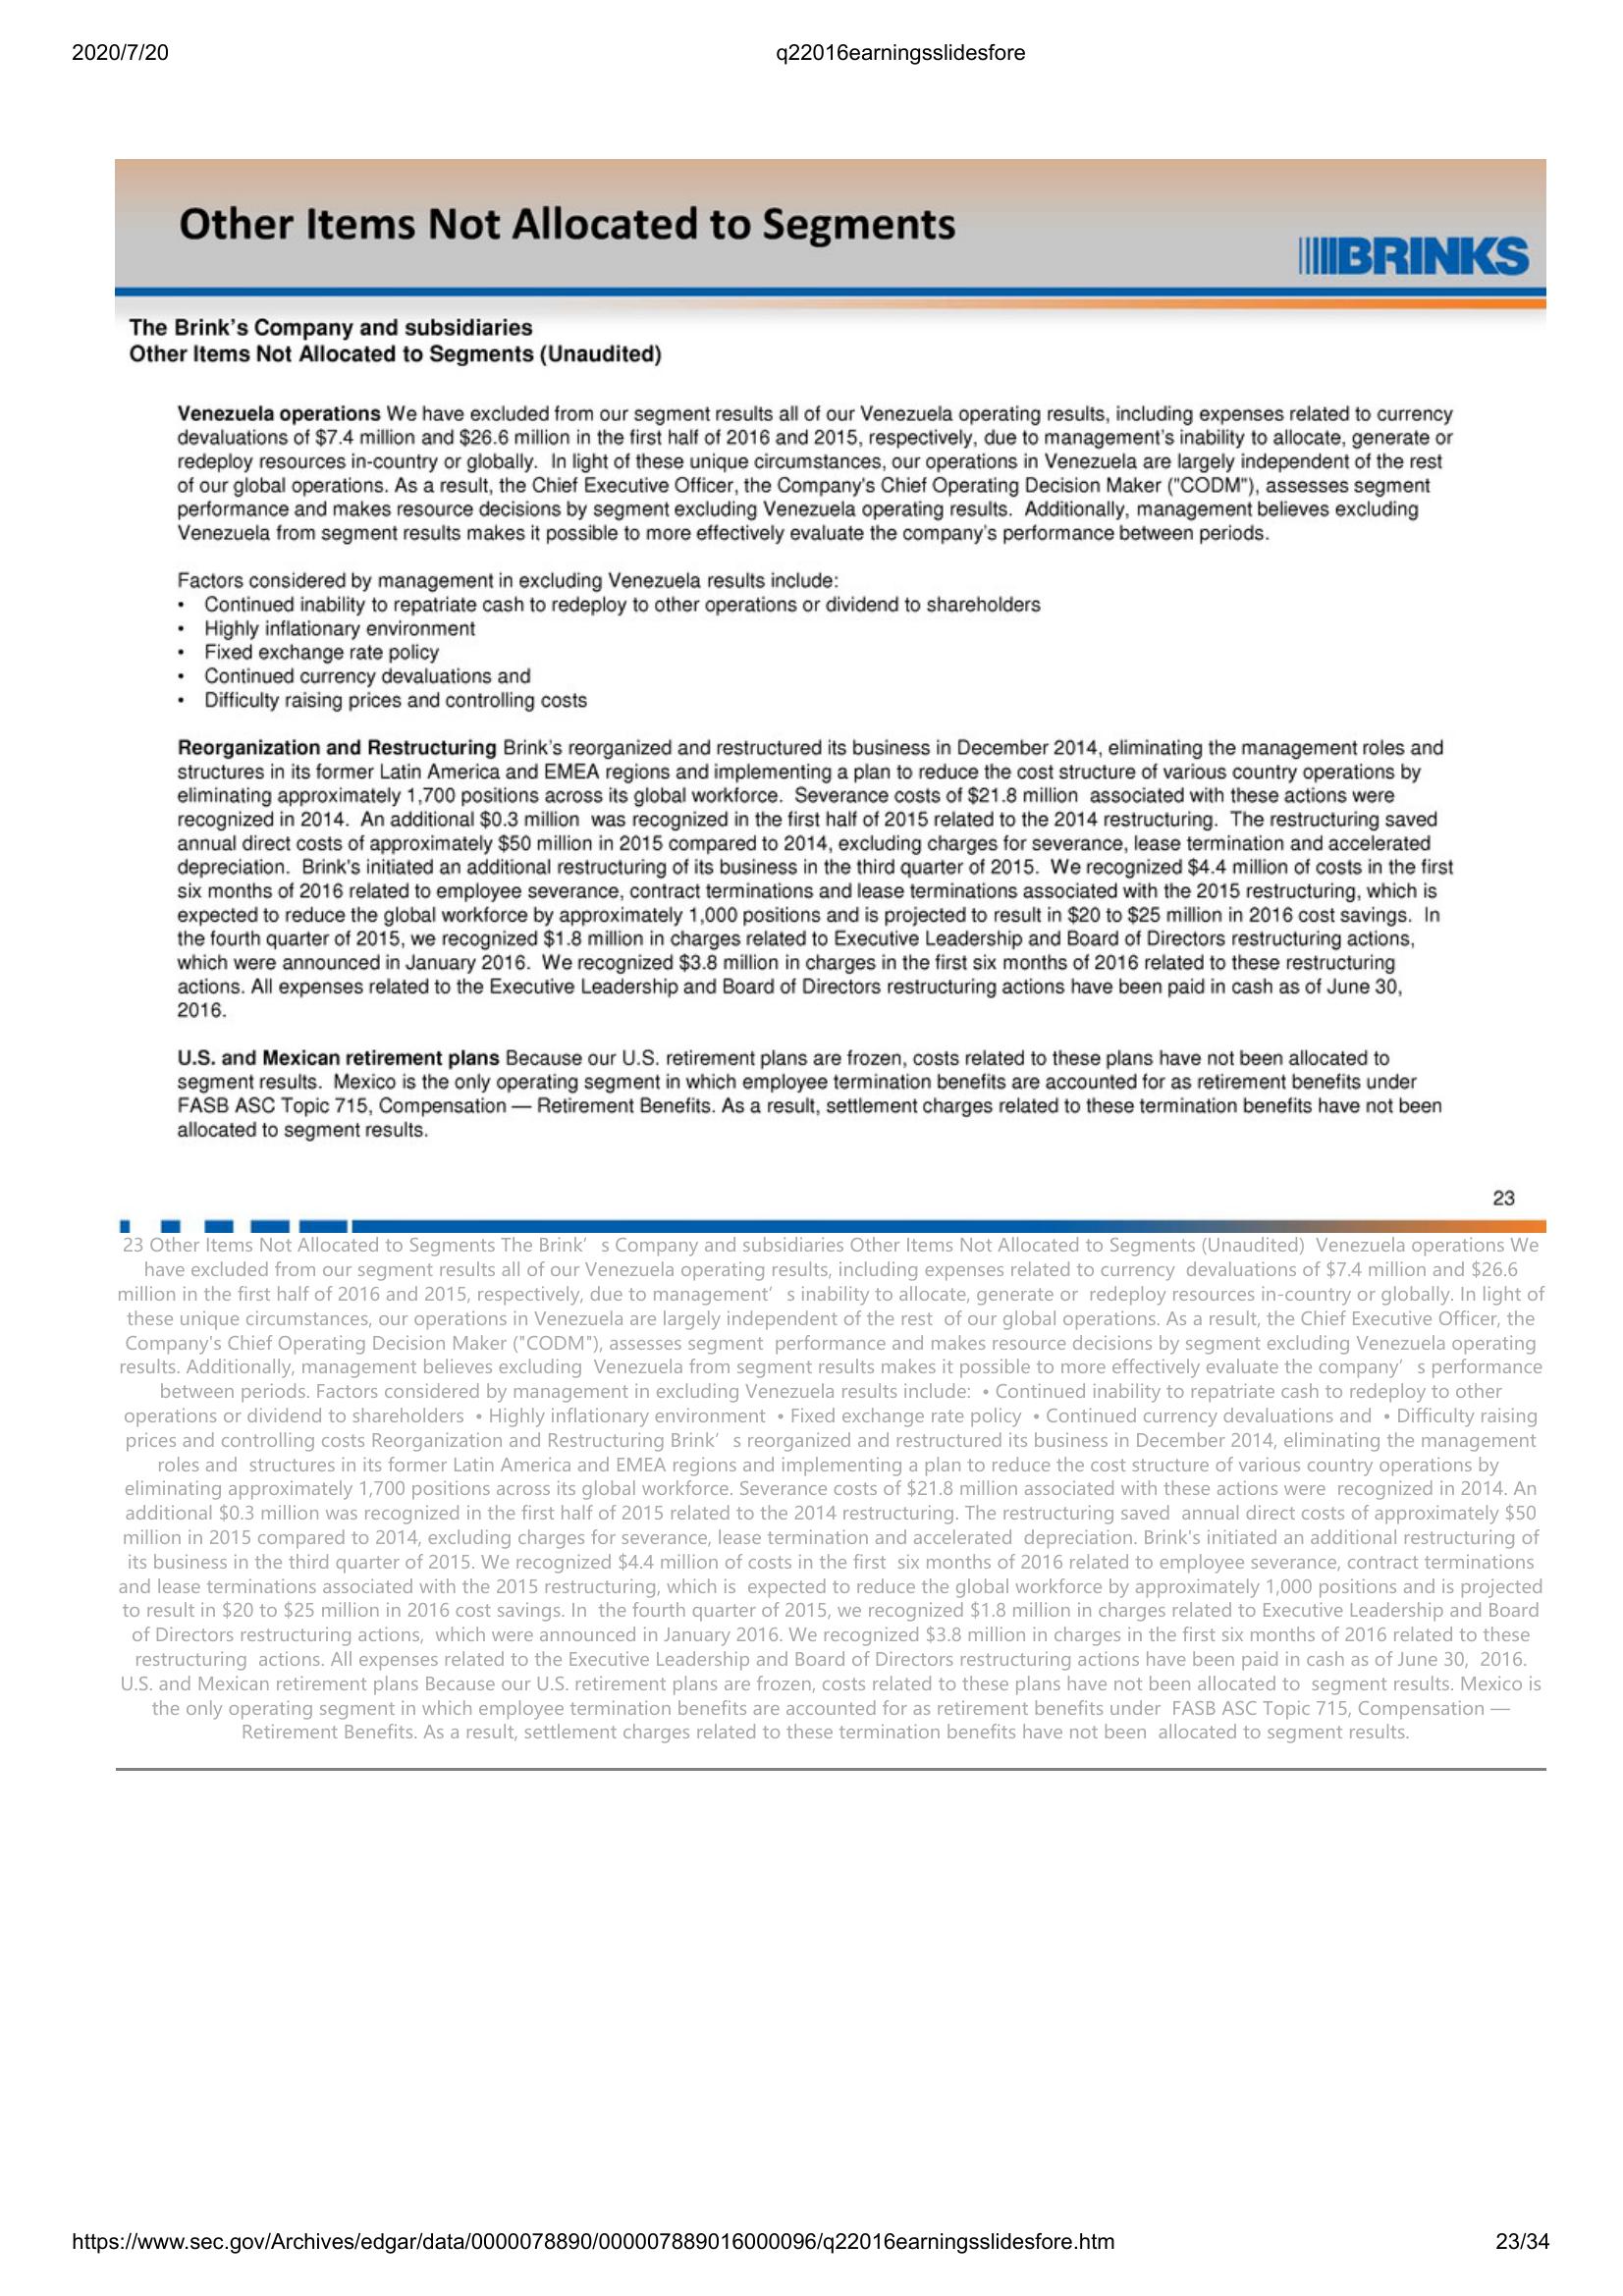 2020/7/20
q22016earningsslidesfore
Other Items Not Allocated to Segments
BRINKS
The Brink's Company and subsidiaries
Other Items Not Allocated to Segments (Unaudited)
Venezuela operations We have excluded from our segment results all of our Venezuela operating results, including expenses related to currency
devaluations of $7.4 million and $26.6 million in the first half of 2016 and 2015, respectively, due to management's inability to allocate, generate or
redeploy resources in-country or globally.  In light of these unique circumstances, our operations in Venezuela are largely independent of the rest
of our global operations. As a result, the Chief Executive Officer, the Company's Chief Operating Decision Maker ("CODM"), assesses segment
performance and makes resource decisions by segment excluding Venezuela operating results.  Additionally, management believes excluding
Venezuela from segment results makes it possible to more effectively evaluate the company's performance between periods.
Factors considered by management in excluding Venezuela results include:
• Continued inability to repatriate cash to redeploy to other operations or dividend to shareholders
• Highly inflationary environment
• Fixed exchange rate policy
• Continued currency devaluations and
• Difficulty raising prices and controlling costs
Reorganization and Restructuring Brink's reorganized and restructured its business in December 2014, eliminating the management roles and
structures in its former Latin America and EMEA regions and implementing a plan to reduce the cost structure of various country operations by
eliminating approximately 1,700 positions across its global workforce.  Severance costs of $21.8 million  associated with these actions were
recognized in 2014.  An additional $0.3 million  was recognized in the first half of 2015 related to the 2014 restructuring.  The restructuring saved
annual direct costs of approximately $50 million in 2015 compared to 2014, excluding charges for severance, lease termination and accelerated
depreciation.  Brink's initiated an additional restructuring of its business in the third quarter of 2015.  We recognized $4.4 million of costs in the first
six months of 2016 related to employee severance, contract terminations and lease terminations associated with the 2015 restructuring, which is
expected to reduce the global workforce by approximately 1,000 positions and is projected to result in $20 to $25 million in 2016 cost savings.  In
the fourth quarter of 2015, we recognized $1.8 million in charges related to Executive Leadership and Board of Directors restructuring actions,
which were announced in January 2016.  We recognized $3.8 million in charges in the first six months of 2016 related to these restructuring
actions. All expenses related to the Executive Leadership and Board of Directors restructuring actions have been paid in cash as of June 30,
2016.
U.S. and Mexican retirement plans Because our U.S. retirement plans are frozen, costs related to these plans have not been allocated to
segment results.  Mexico is the only operating segment in which employee termination benefits are accounted for as retirement benefits under
FASB ASC Topic 715, Compensation — Retirement Benefits. As a result, settlement charges related to these termination benefits have not been
allocated to segment results.
23
23 Other Items Not Allocated to Segments The Brink’ s Company and subsidiaries Other Items Not Allocated to Segments (Unaudited)  Venezuela operations We
have excluded from our segment results all of our Venezuela operating results, including expenses related to currency  devaluations of $7.4 million and $26.6
million in the first half of 2016 and 2015, respectively, due to management’ s inability to allocate, generate or  redeploy resources in-country or globally. In light of
these unique circumstances, our operations in Venezuela are largely independent of the rest  of our global operations. As a result, the Chief Executive Officer, the
Company's Chief Operating Decision Maker ("CODM"), assesses segment  performance and makes resource decisions by segment excluding Venezuela operating
results. Additionally, management believes excluding  Venezuela from segment results makes it possible to more effectively evaluate the company’ s performance
between periods. Factors considered by management in excluding Venezuela results include:  • Continued inability to repatriate cash to redeploy to other
operations or dividend to shareholders  • Highly inflationary environment  • Fixed exchange rate policy  • Continued currency devaluations and  • Difficulty raising
prices and controlling costs Reorganization and Restructuring Brink’ s reorganized and restructured its business in December 2014, eliminating the management
roles and  structures in its former Latin America and EMEA regions and implementing a plan to reduce the cost structure of various country operations by
eliminating approximately 1,700 positions across its global workforce. Severance costs of $21.8 million associated with these actions were  recognized in 2014. An
additional $0.3 million was recognized in the first half of 2015 related to the 2014 restructuring. The restructuring saved  annual direct costs of approximately $50
million in 2015 compared to 2014, excluding charges for severance, lease termination and accelerated  depreciation. Brink's initiated an additional restructuring of
its business in the third quarter of 2015. We recognized $4.4 million of costs in the first  six months of 2016 related to employee severance, contract terminations
and lease terminations associated with the 2015 restructuring, which is  expected to reduce the global workforce by approximately 1,000 positions and is projected
to result in $20 to $25 million in 2016 cost savings. In  the fourth quarter of 2015, we recognized $1.8 million in charges related to Executive Leadership and Board
of Directors restructuring actions,  which were announced in January 2016. We recognized $3.8 million in charges in the first six months of 2016 related to these
restructuring  actions. All expenses related to the Executive Leadership and Board of Directors restructuring actions have been paid in cash as of June 30,  2016.
U.S. and Mexican retirement plans Because our U.S. retirement plans are frozen, costs related to these plans have not been allocated to  segment results. Mexico is
the only operating segment in which employee termination benefits are accounted for as retirement benefits under  FASB ASC Topic 715, Compensation —
Retirement Benefits. As a result, settlement charges related to these termination benefits have not been  allocated to segment results.
https://www.sec.gov/Archives/edgar/data/0000078890/000007889016000096/q22016earningsslidesfore.htm
23/34